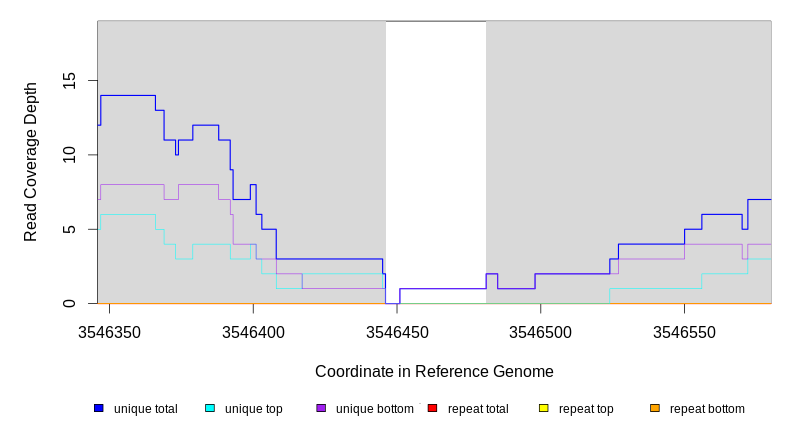 Read Coverage Depth
15
10
5
0
3546350 3546400 3546450 3546500 3546550
Coordinate in Reference Genome
unique total unique top unique bottom repeat total repeat top repeat bottom